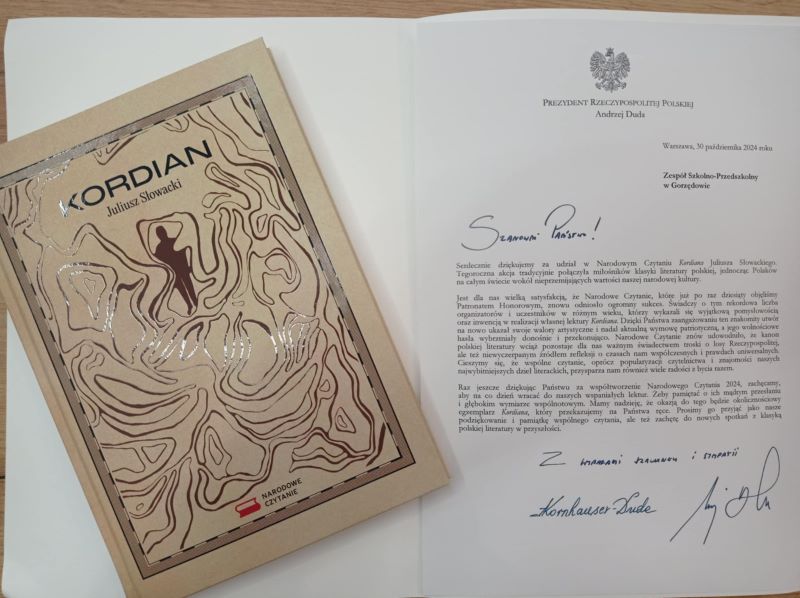 KORDIAN
Juliusz Słowacki
NARODOWE
CZYTANIE
PREZYDENT RZECZYPOSPOLITEJ POLSKIEJ
Andrzej Duda
Warszawa, 30 października 2024 roku
Zespół Szkolno-Przedszkolny
w Gorzędowie
Szanowni Państwo!
Serdecznie dziękujemy za udział w Narodowym Czytaniu Kordiana Juliusza Słowackiego.
Tegoroczna akcja tradycyjnie połączyła miłośników klasyki literatury polskiej, jednocząc Polaków
na całym świecie wokół nieprzemijających wartości naszej narodowej kultury.
Jest dla nas wielką satysfakcją, że Narodowe Czytanie, które już po raz dziesiąty objęliśmy
Patronatem Honorowym, znowu odniosło ogromny sukces. Świadczy o tym rekordowa liczba
organizatorów i uczestników w różnym wieku, którzy wykazali się wyjątkową pomysłowością
oraz inwencją w realizacji własnej lektury Kordiana. Dzięki Państwa zaangażowaniu ten znakomity utwór
na nowo ukazał swoje walory artystyczne i nadal aktualną wymowę patriotyczną, a jego wolnościowe
hasła wybrzmiały donośnie i przekonująco. Narodowe Czytanie znów udowodniło, że kanon
polskiej literatury wciąż pozostaje dla nas ważnym świadectwem troski o losy Rzeczypospolitej,
ale też niewyczerpanym źródłem refleksji o czasach nam współczesnych i prawdach uniwersalnych.
Cieszymy się, że wspólne czytanie, oprócz popularyzacji czytelnictwa i znajomości naszych
najwybitniejszych dzieł literackich, przysparza nam również wiele radości z bycia razem.
Raz jeszcze dziękując Państwu za współtworzenie Narodowego Czytania 2024, zachęcamy,
aby na co dzień wracać do naszych wspaniałych lektur. Żeby pamiętać o ich mądrym przesłaniu
i głębokim wymiarze wspólnotowym. Mamy nadzieję, że okazją do tego będzie okolicznościowy
egzemplarz Kordiana, który przekazujemy na Państwa ręce. Prosimy go przyjąć jako nasze
podziękowanie i pamiątkę wspólnego czytania, ale też zachętę do nowych spotkań z klasyką
polskiej literatury w przyszłości.
Z wyrazami szacunku i sympatii
Kornhauser-Duda